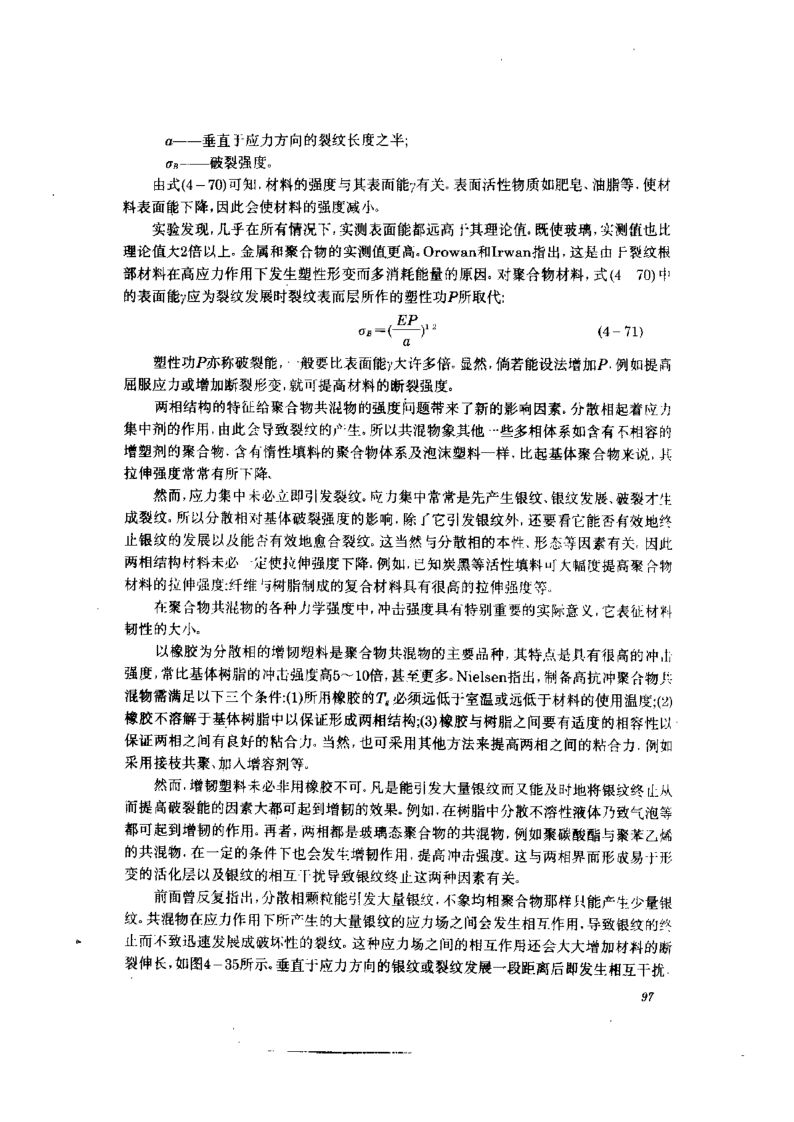 a——垂直于应力方向的裂纹长度之半;
σB——破裂强度。
由式(4-70)可知,材料的强度与其表面能γ有关。表面活性物质如肥皂、油脂等,使材
料表面能下降,因此会使材料的强度减小。
实验发现,几乎在所有情况下,实测表面能都远高于其理论值。既使玻璃,实测值也比
理论值大2倍以上。金属和聚合物的实测值更高。Orowan和Irwan指出,这是由于裂纹根
部材料在高应力作用下发生塑性形变而多消耗能量的原因。对聚合物材料,式(4 70)中
的表面能γ应为裂纹发展时裂纹表面层所作的塑性功P所取代:
σB=(EP/a)^1/2 (4-71)
塑性功P亦称破裂能,一般要比表面能γ大许多倍。显然,倘若能设法增加P,例如提高
屈服应力或增加断裂形变,就可提高材料的断裂强度。
两相结构的特征给聚合物共混物的强度问题带来了新的影响因素。分散相起着应力
集中剂的作用,由此会导致裂纹的产生。所以共混物象其他一些多相体系如含有不相容的
增塑剂的聚合物,含有惰性填料的聚合物体系及泡沫塑料一样,比起基体聚合物来说,其
拉伸强度常常有所下降、
然而,应力集中未必立即引发裂纹。应力集中常常是先产生银纹、银纹发展、破裂才生
成裂纹。所以分散相对基体破裂强度的影响,除了它引发银纹外,还要看它能否有效地终
止银纹的发展以及能否有效地愈合裂纹。这当然与分散相的本性、形态等因素有关,因此
两相结构材料未必一定使拉伸强度下降。例如,已知炭黑等活性填料可大幅度提高聚合物
材料的拉伸强度:纤维与树脂制成的复合材料具有很高的拉伸强度等。
在聚合物共混物的各种力学强度中,冲击强度具有特别重要的实际意义,它表征材料
韧性的大小。
以橡胶为分散相的增韧塑料是聚合物共混物的主要品种,其特点是具有很高的冲击
强度,常比基体树脂的冲击强度高5~10倍,甚至更多。Nielsen指出,制备高抗冲聚合物共
混物需满足以下三个条件:(1)所用橡胶的Tg必须远低于室温或远低于材料的使用温度;(2)
橡胶不溶解于基体树脂中以保证形成两相结构;(3)橡胶与树脂之间要有适度的相容性以
保证两相之间有良好的粘合力。当然,也可采用其他方法来提高两相之间的粘合力,例如
采用接枝共聚、加入增容剂等。
然而,增韧塑料未必非用橡胶不可。凡是能引发大量银纹而又能及时地将银纹终止从
而提高破裂能的因素大都可起到增韧的效果。例如,在树脂中分散不溶性液体乃致气泡等
都可起到增韧的作用。再者,两相都是玻璃态聚合物的共混物,例如聚碳酸酯与聚苯乙烯
的共混物,在一定的条件下也会发生增韧作用,提高冲击强度。这与两相界面形成易于形
变的活化层以及银纹的相互干扰导致银纹终止这两种因素有关。
前面曾反复指出,分散相颗粒能引发大量银纹,不象均相聚合物那样只能产生少量银
纹。共混物在应力作用下所产生的大量银纹的应力场之间会发生相互作用,导致银纹的终
止而不致迅速发展成破坏性的裂纹。这种应力场之间的相互作用还会大大增加材料的断
裂伸长,如图4-35所示。垂直于应力方向的银纹或裂纹发展一段距离后即发生相互干扰,
97